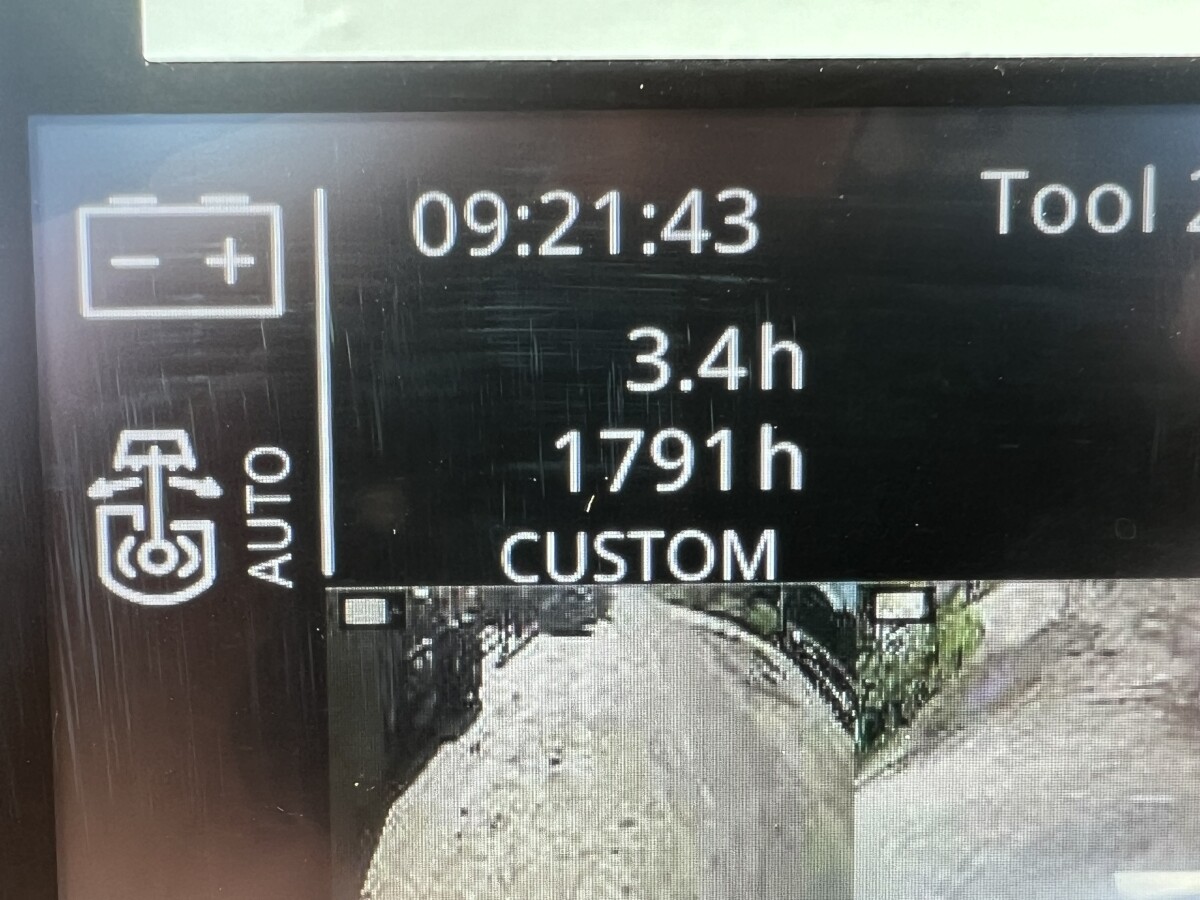 09:21:43
Tool
3.4h
1791h
AUTO
CUSTOM